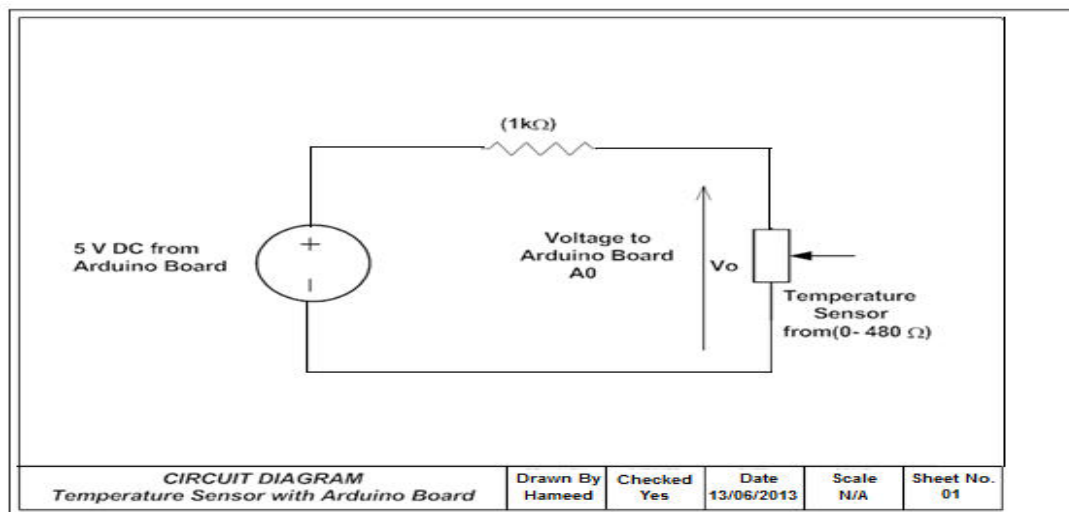 (1kΩ)
5 V DC from
Arduino Board
+
Voltage to
Arduino Board
A0
Vo
Temperature
Sensor
from(0- 480 Ω)
CIRCUIT DIAGRAM
Temperature Sensor with Arduino Board
Drawn By
Hameed
Checked
Yes
Date
13/06/2013
Scale
N/A
Sheet No.
01